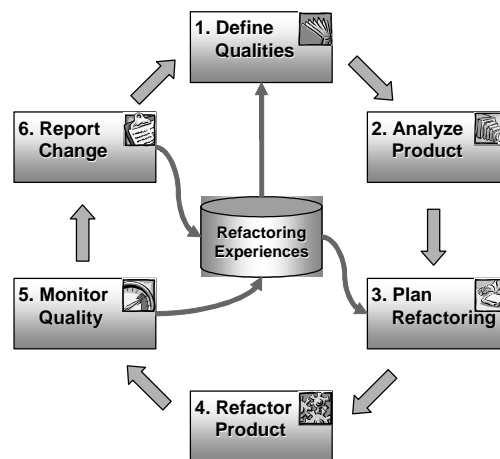 1. Define
Qualities
2. Analyze
Product
3. Plan
Refactoring
4. Refactor
Product
5. Monitor
Quality
6. Report
Change
Refactoring
Experiences